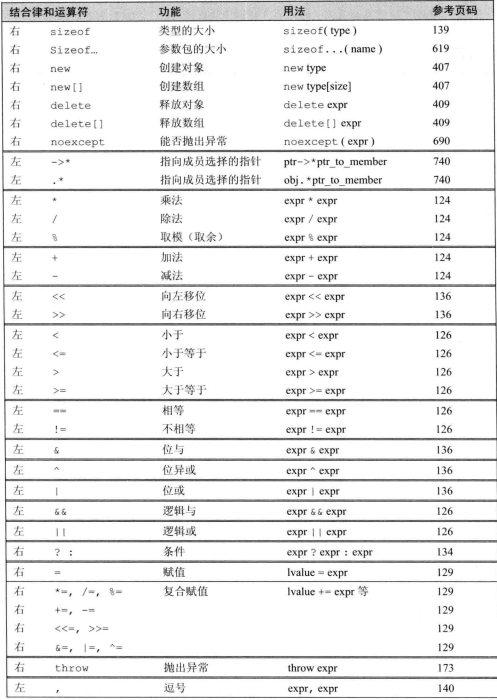 结合律和运算符 功能 用法 参考页码
右 sizeof 类型的大小 sizeof( type ) 139
右 Sizeof… 参数包的大小 sizeof...( name ) 619
右 new 创建对象 new type 407
右 new[] 创建数组 new type[size] 407
右 delete 释放对象 delete expr 409
右 delete[] 释放数组 delete[] expr 409
右 noexcept 能否抛出异常 noexcept ( expr ) 690
左 ->* 指向成员选择的指针 ptr->*ptr_to_member 740
左 .* 指向成员选择的指针 obj.*ptr_to_member 740
左 * 乘法 expr * expr 124
左 / 除法 expr / expr 124
左 % 取模（取余） expr % expr 124
左 + 加法 expr + expr 124
左 - 减法 expr - expr 124
左 << 向左移位 expr << expr 136
左 >> 向右移位 expr >> expr 136
左 < 小于 expr < expr 126
左 <= 小于等于 expr <= expr 126
左 > 大于 expr > expr 126
左 >= 大于等于 expr >= expr 126
左 == 相等 expr == expr 126
左 != 不相等 expr != expr 126
左 & 位与 expr & expr 136
左 ^ 位异或 expr ^ expr 136
左 | 位或 expr | expr 136
左 && 逻辑与 expr && expr 126
左 || 逻辑或 expr || expr 126
右 ? : 条件 expr ? expr : expr 134
右 = 赋值 lvalue = expr 129
右 *=, /=, %= 复合赋值 lvalue += expr 等 129
右 +=, -= 129
右 <<=, >>= 129
右 &=, |=, ^= 129
右 throw 抛出异常 throw expr 173
左 , 逗号 expr, expr 140